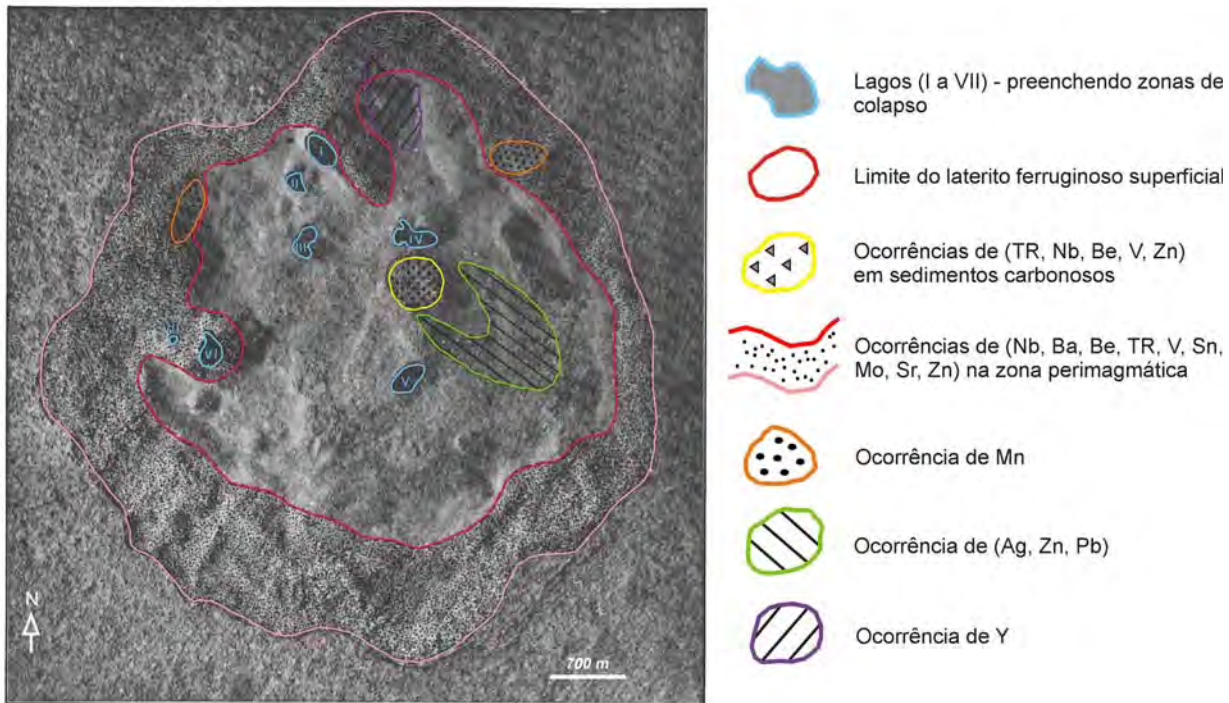 I
II
III
IV
VI
V
N
700 m
Lagos (I a VII) - preenchendo zonas de
colapso
Limite do laterito ferruginoso superficial
Ocorrências de (TR, Nb, Be, V, Zn)
em sedimentos carbonosos
Ocorrências de (Nb, Ba, Be, TR, V, Sn,
Mo, Sr, Zn) na zona perimagmática
Ocorrência de Mn
Ocorrência de (Ag, Zn, Pb)
Ocorrência de Y